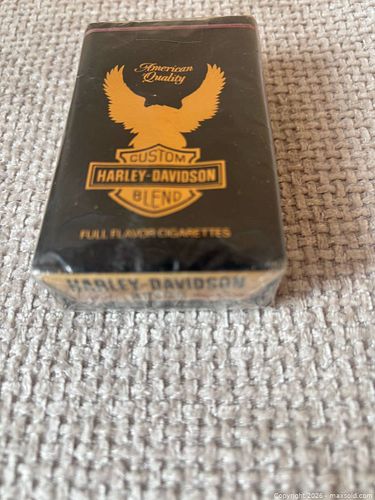 American
Quality
CUSTOM
HARLEY-DAVIDSON
BLEND
FULL FLAVOR CIGARETTES
HARLEY-DAVIDSON
Copyright 2026 - maxsold.com